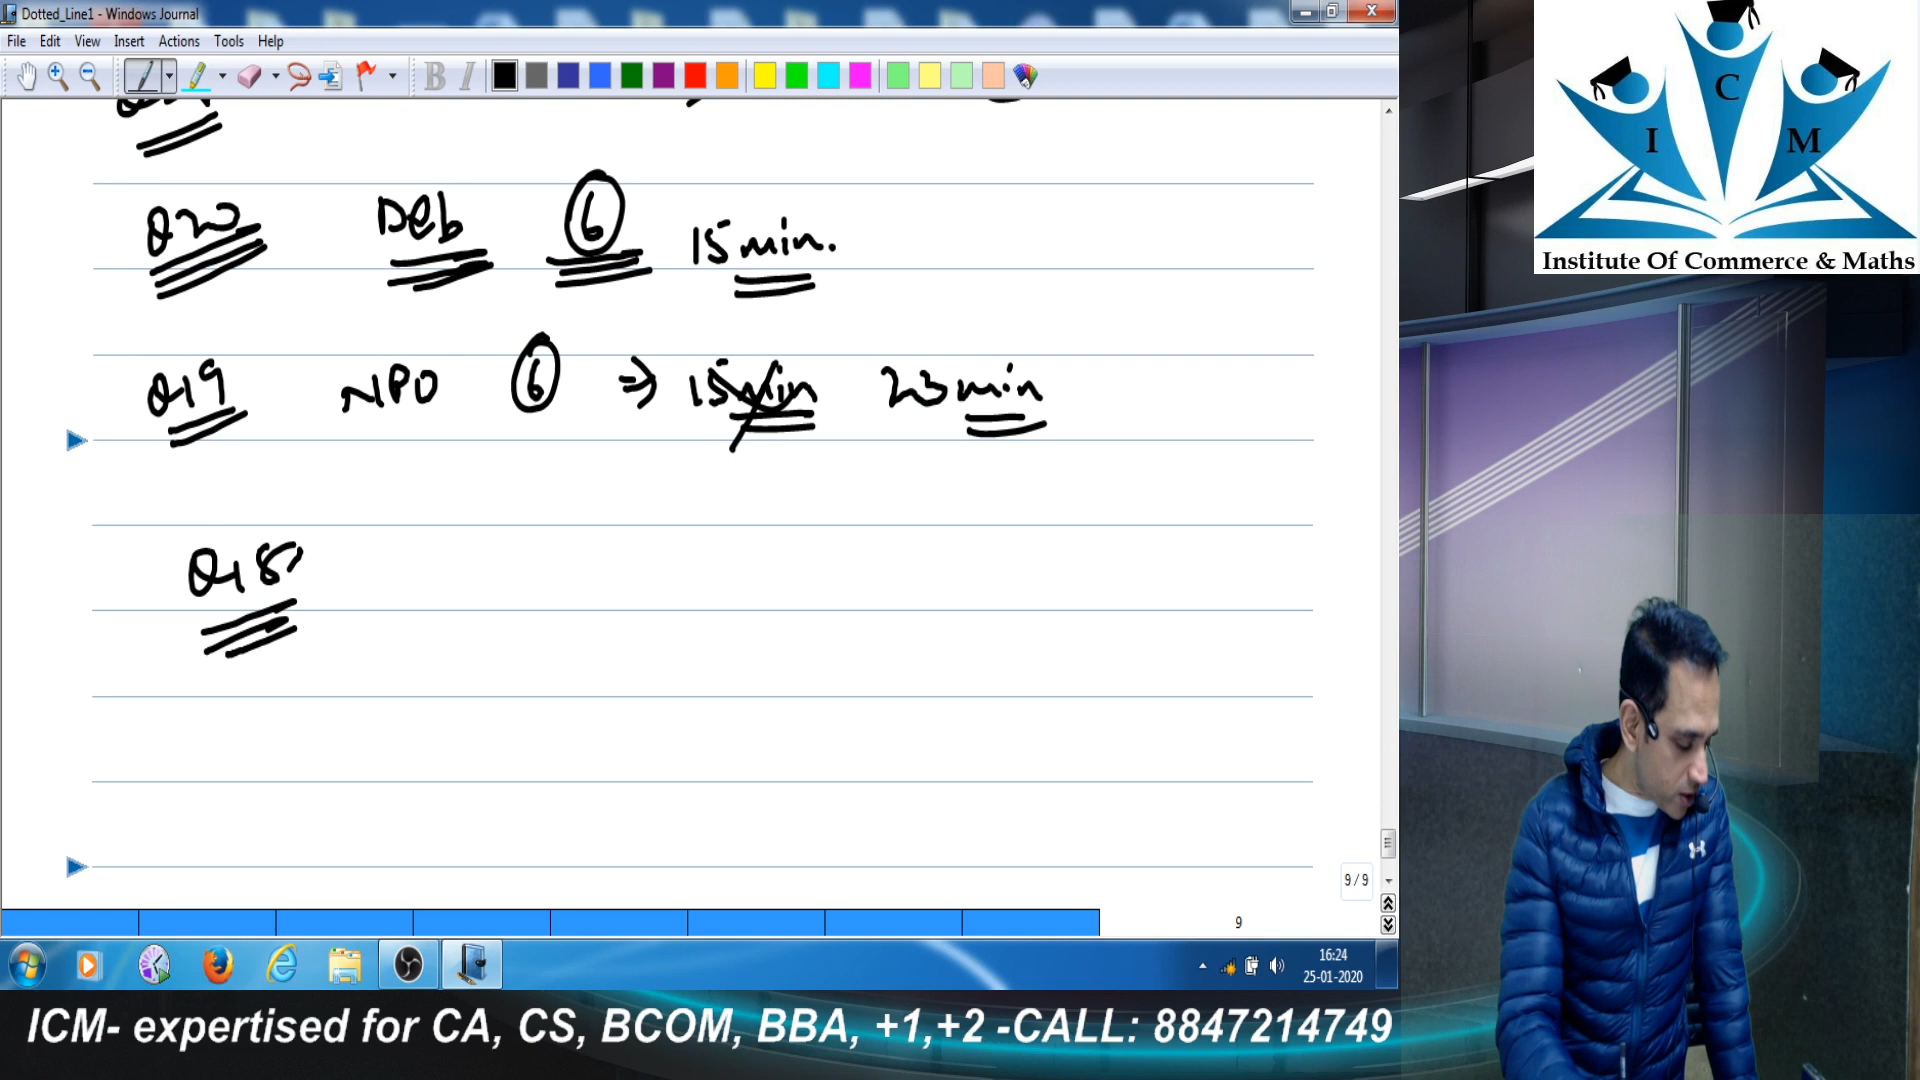 Dotted_Line1 - Windows Journal
File Edit View Insert Actions Tools Help
B I
Q20 Deb 6 15 min.
Q19 NPO 6 ⇒ 15 min 23 min
Q18
9 / 9
9
16:24
25-01-2020
I C M
Institute Of Commerce & Maths
ICM- expertised for CA, CS, BCOM, BBA, +1,+2 -CALL: 8847214749